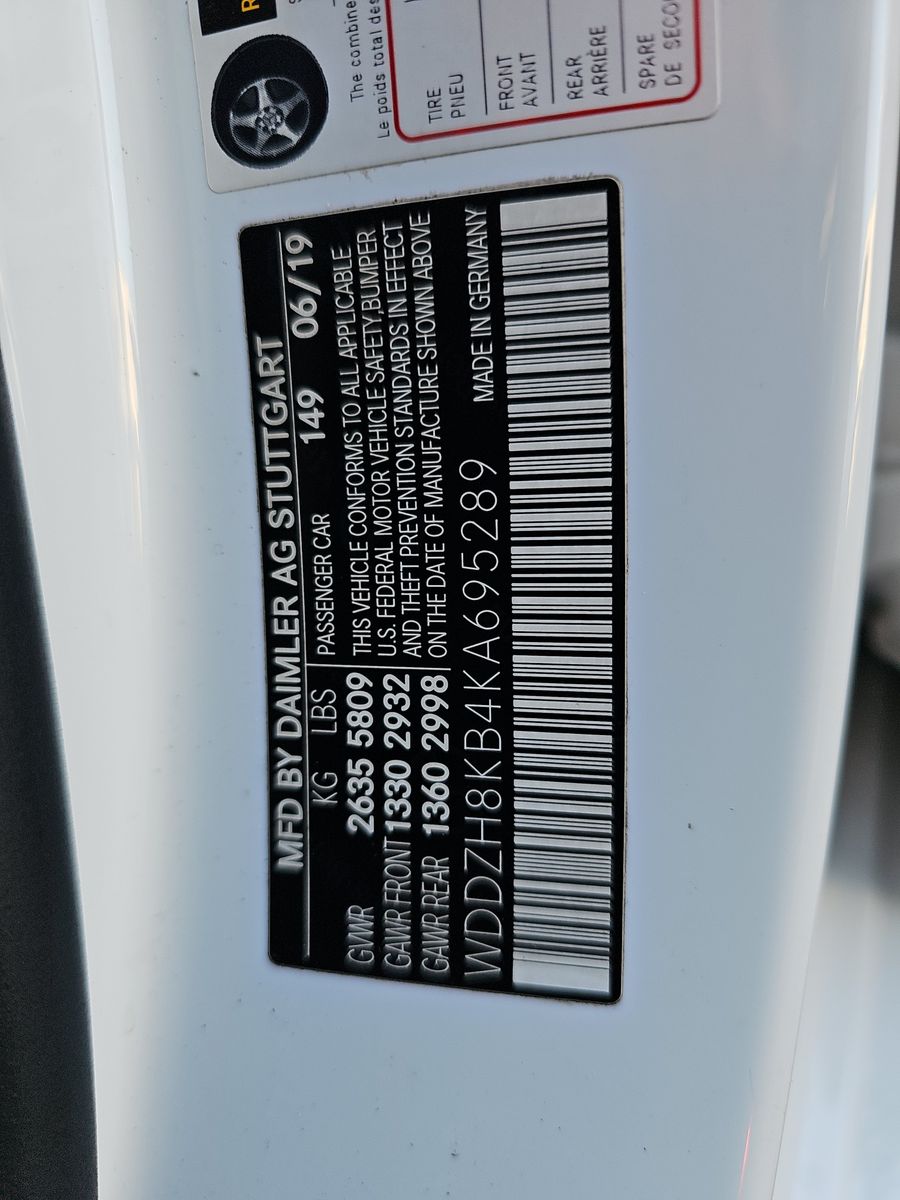 MFD BY DAIMLER AG STUTTGART
KG LBS PASSENGER CAR 149 06/19
GVWR 2635 5809
GAWR FRONT 1330 2932
GAWR REAR 1360 2998
THIS VEHICLE CONFORMS TO ALL APPLICABLE
U.S. FEDERAL MOTOR VEHICLE SAFETY,BUMPER
AND THEFT PREVENTION STANDARDS IN EFFECT
ON THE DATE OF MANUFACTURE SHOWN ABOVE
WDDZH8KB4KA695289 MADE IN GERMANY
The combine
Le poids total des
TIRE
PNEU
FRONT
AVANT
REAR
ARRIÈRE
SPARE
DE SECO